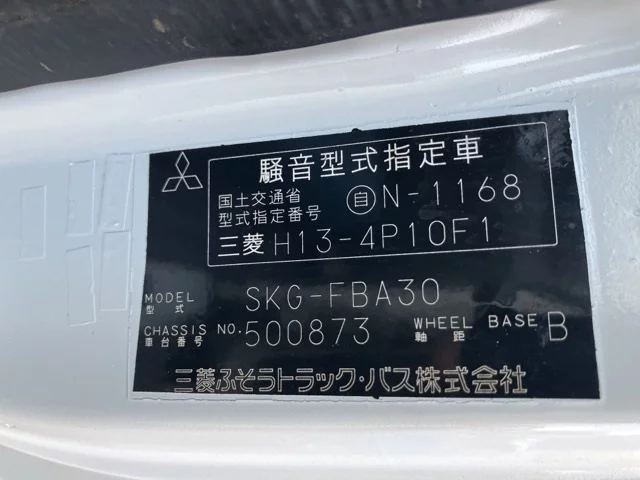 騒音型式指定車
国土交通省
型式指定番号 自N-1168
三菱 H13-4P10F1
MODEL
型式 SKG-FBA30
CHASSIS NO.
車台番号 500873 WHEEL BASE
軸距 B
三菱ふそうトラック・バス株式会社